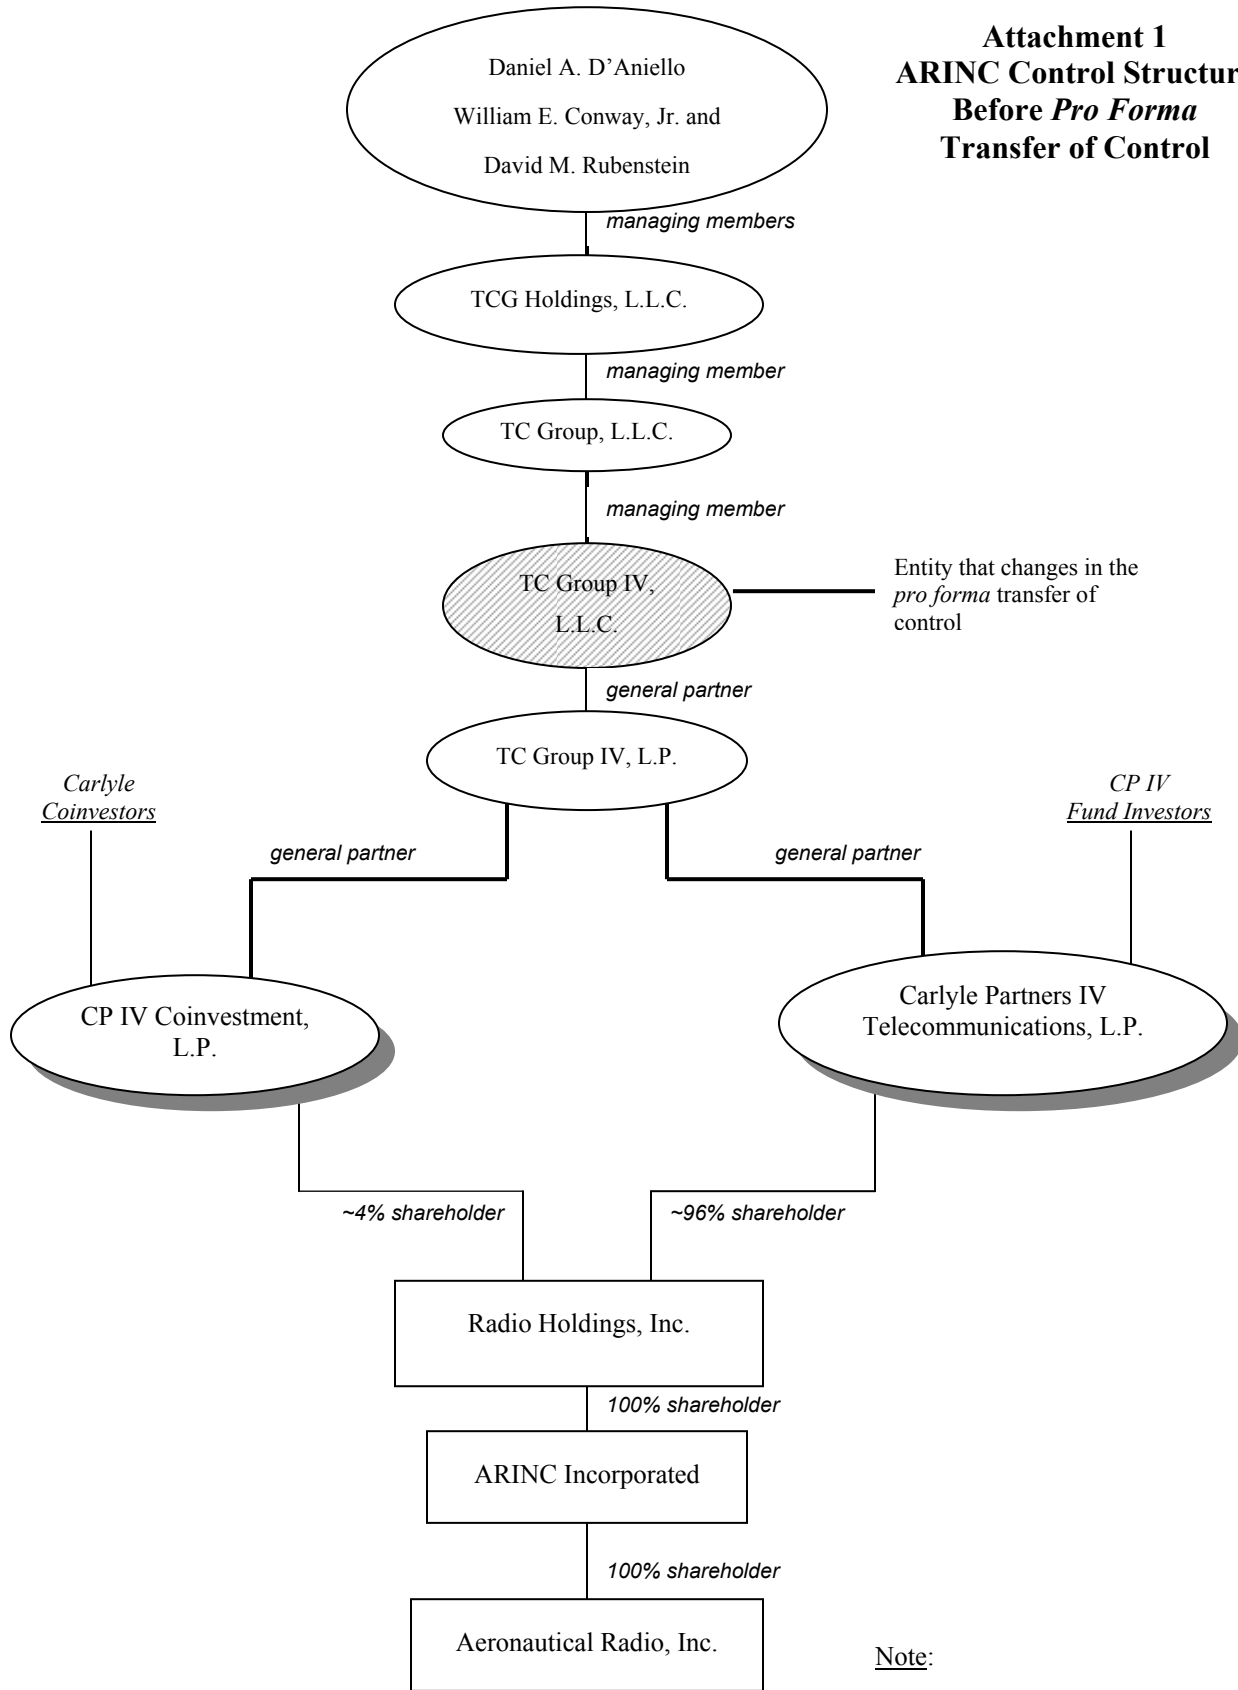 Attachment 1
ARINC Control Structur
Before Pro Forma
Transfer of Control
Daniel A. D’Aniello
William E. Conway, Jr. and
David M. Rubenstein
managing members
TCG Holdings, L.L.C.
managing member
TC Group, L.L.C.
managing member
TC Group IV,
L.L.C.
Entity that changes in the
pro forma transfer of
control
general partner
TC Group IV, L.P.
Carlyle
Coinvestors
CP IV
Fund Investors
general partner
general partner
CP IV Coinvestment,
L.P.
Carlyle Partners IV
Telecommunications, L.P.
~4% shareholder
~96% shareholder
Radio Holdings, Inc.
100% shareholder
ARINC Incorporated
100% shareholder
Aeronautical Radio, Inc.
Note: